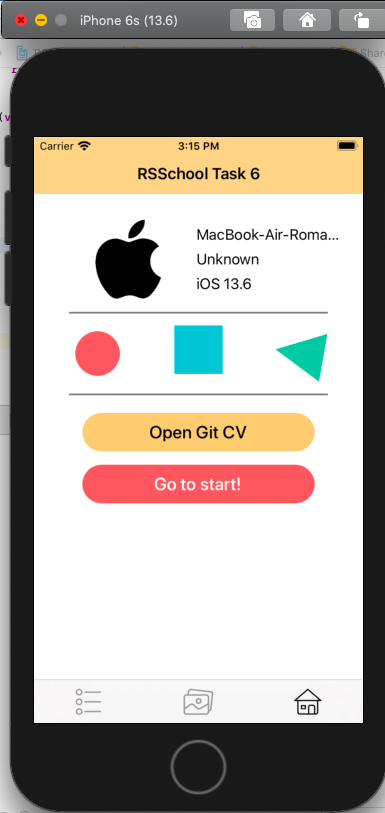 iPhone 6s (13.6)
Carrier
3:15 PM
RSSchool Task 6
MacBook-Air-Roma...
Unknown
iOS 13.6
Open Git CV
Go to start!